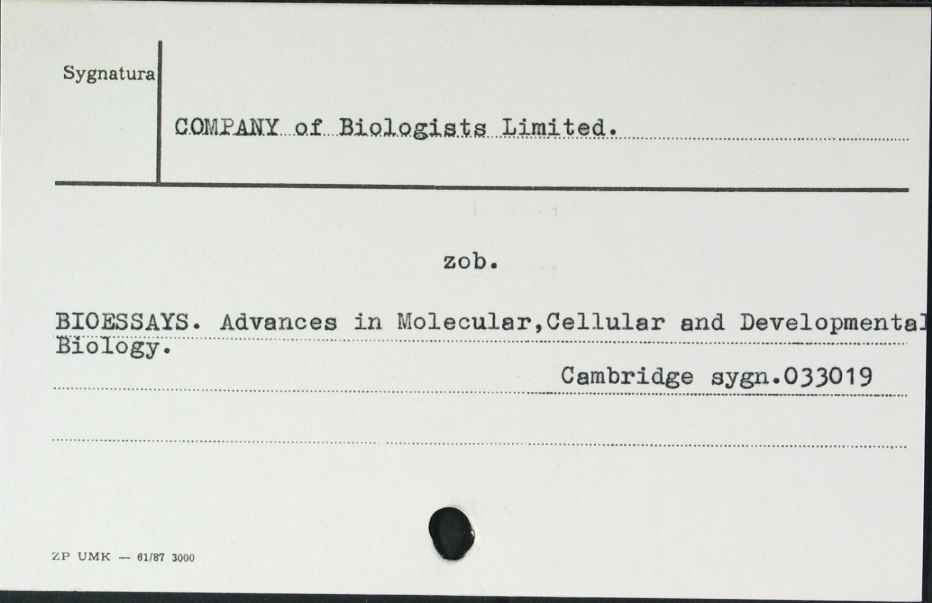 Sygnatura
COMPANY of Biologists Limited.
zob.
BIOESSAYS. Advances in Molecular,Cellular and Developmental
Biology.
Cambridge sygn.033019
ZP UMK — 61/87 3000